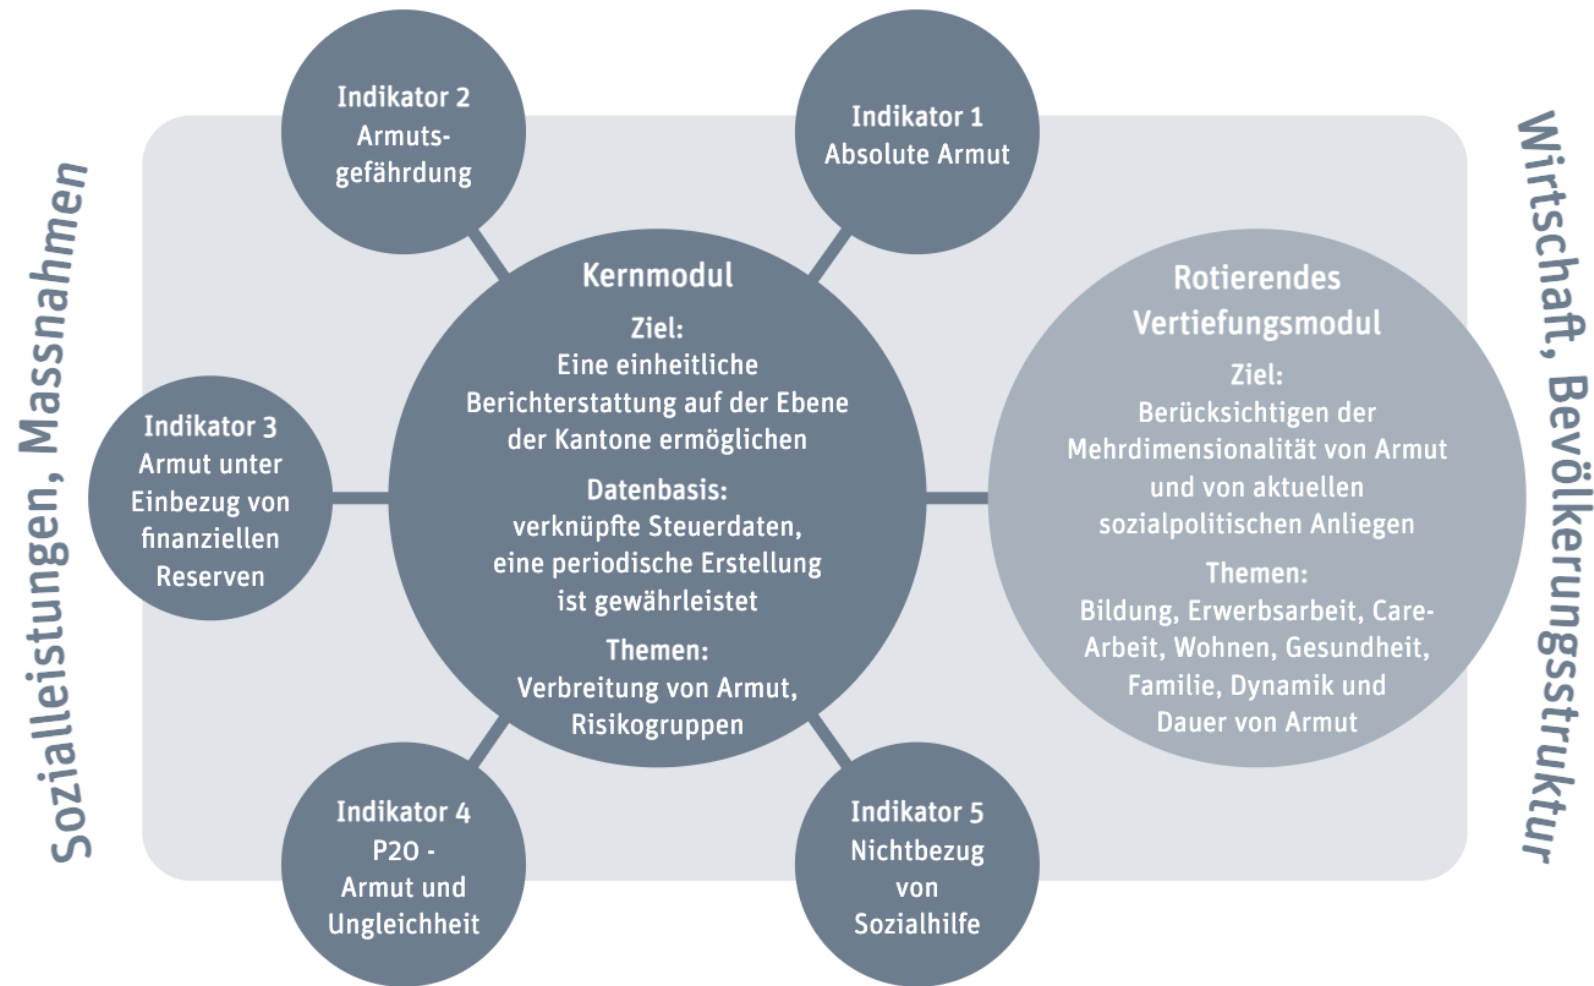 Sozialleistungen, Massnahmen
Indikator 2
Armuts-
gefährdung
Indikator 1
Absolute Armut
Indikator 3
Armut unter
Einbezug von
finanziellen
Reserven
Kernmodul
Ziel:
Eine einheitliche
Berichterstattung auf der Ebene
der Kantone ermöglichen
Datenbasis:
verknüpfte Steuerdaten,
eine periodische Erstellung
ist gewährleistet
Themen:
Verbreitung von Armut,
Risikogruppen
Rotierendes
Vertiefungsmodul
Ziel:
Berücksichtigen der
Mehrdimensionalität von Armut
und von aktuellen
sozialpolitischen Anliegen
Themen:
Bildung, Erwerbsarbeit, Care-
Arbeit, Wohnen, Gesundheit,
Familie, Dynamik und
Dauer von Armut
Indikator 4
P20 -
Armut und
Ungleichheit
Indikator 5
Nichtbezug
von
Sozialhilfe
Wirtschaft, Bevölkerungsstruktur